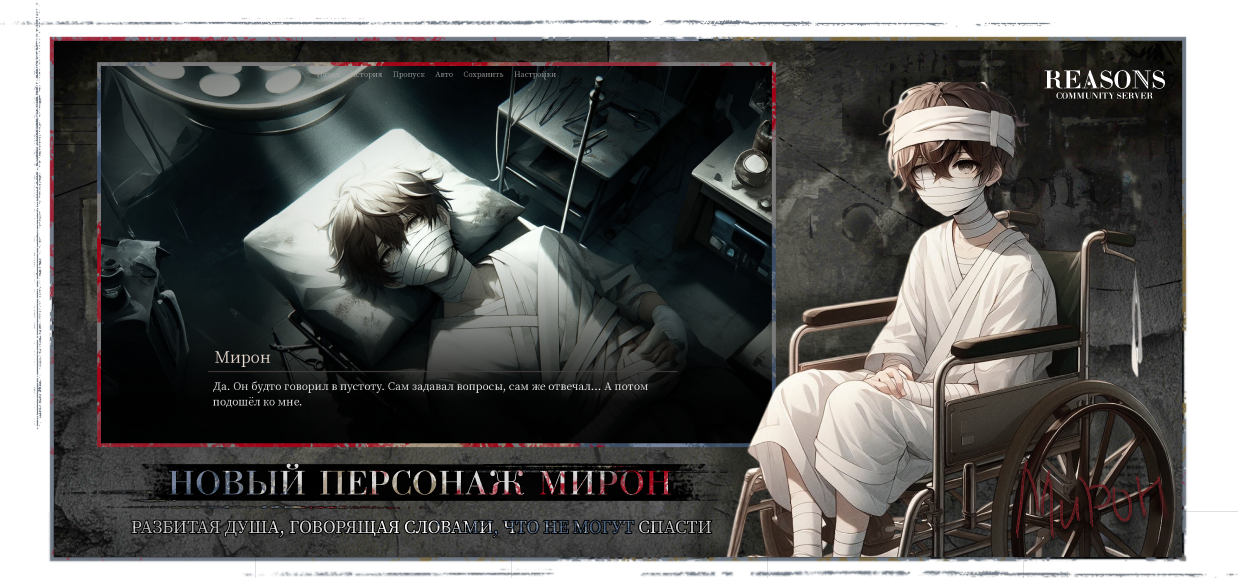 История Пропуск Авто Сохранить Настройки
REASONS
COMMUNITY SERVER
Мирон
Да. Он будто говорил в пустоту. Сам задавал вопросы, сам же отвечал... А потом
подошёл ко мне.
НОВЫЙ ПЕРСОНАЖ МИРОН
РАЗБИТАЯ ДУША, ГОВОРЯЩАЯ СЛОВАМИ, ЧТО НЕ МОГУТ СПАСТИ
Мирон